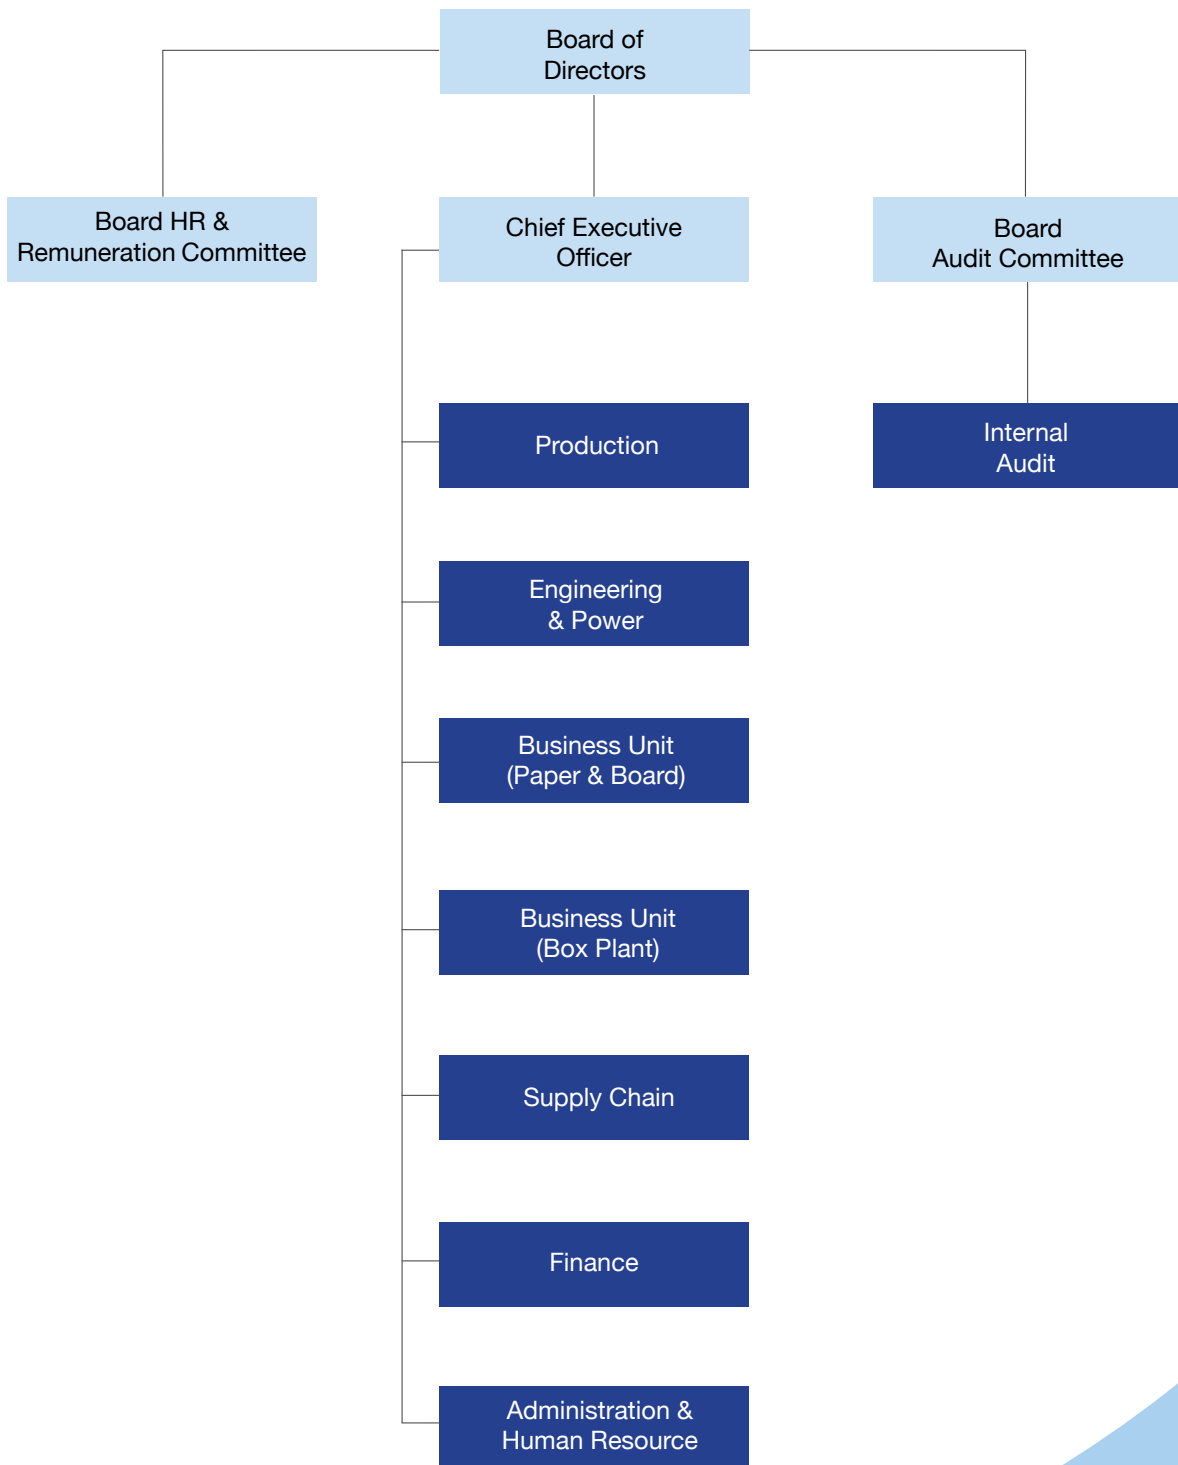 Board of
Directors
Board HR &
Remuneration Committee
Chief Executive
Officer
Board
Audit Committee
Production
Internal
Audit
Engineering
& Power
Business Unit
(Paper & Board)
Business Unit
(Box Plant)
Supply Chain
Finance
Administration &
Human Resource